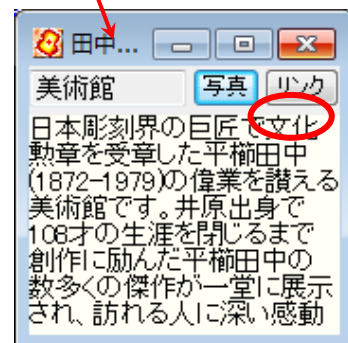 田中...
美術館 写真 リンク
日本彫刻界の巨匠で文化
勲章を受章した平櫛田中
(1872-1979)の偉業を讃える
美術館です。井原出身で
108才の生涯を閉じるまで
創作に励んだ平櫛田中の
数多くの傑作が一堂に展示
され、訪れる人に深い感動